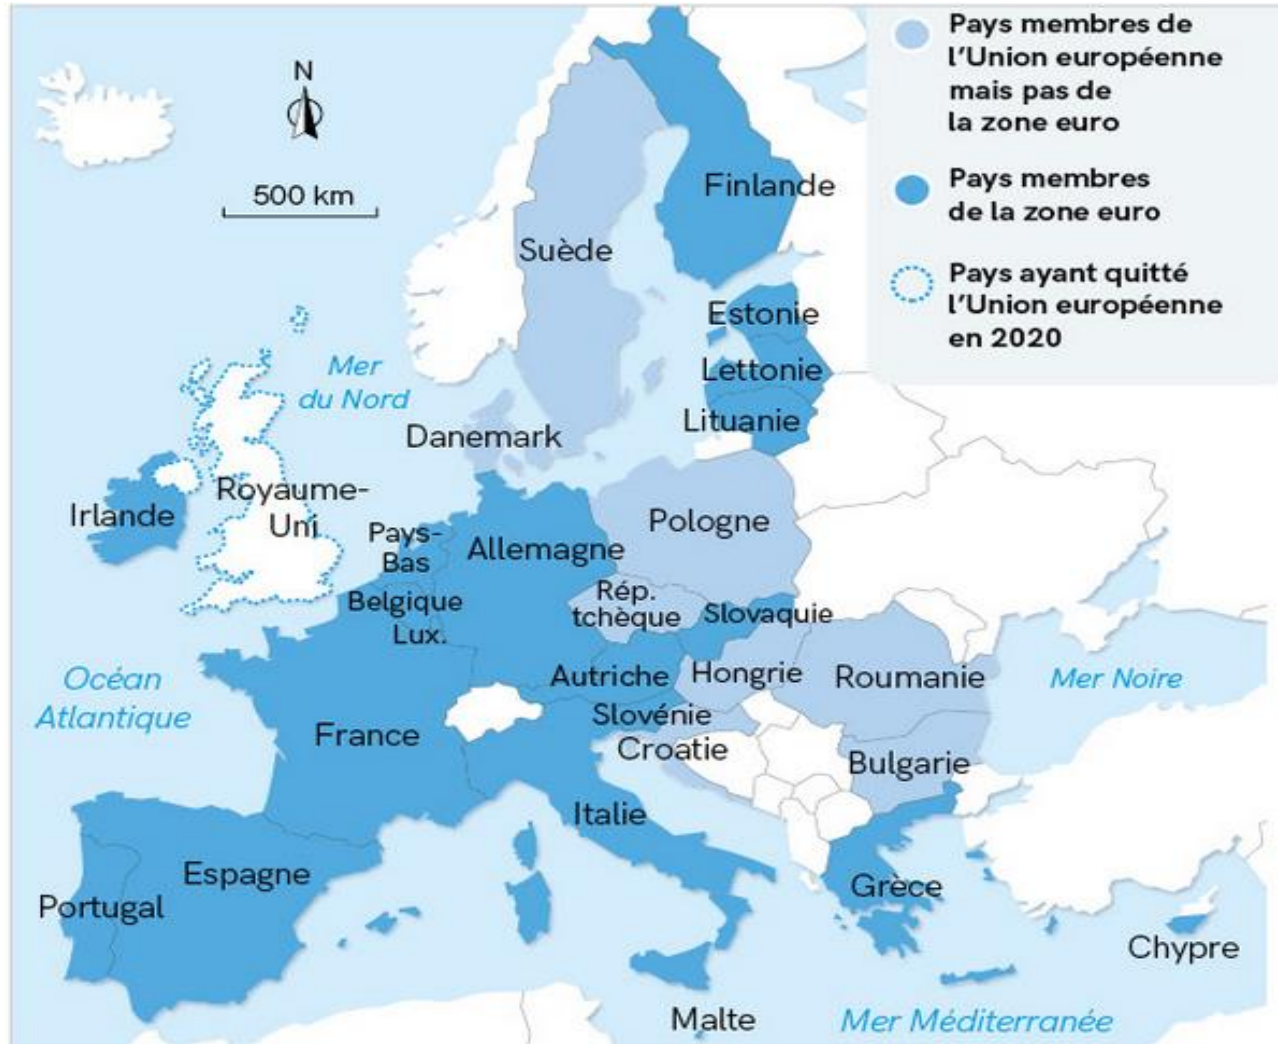 Pays membres de
l'Union européenne
mais pas de
la zone euro
Pays membres
de la zone euro
Pays ayant quitté
l'Union européenne
en 2020
N
500 km
Finlande
Suède
Estonie
Lettonie
Lituanie
Mer
du Nord
Danemark
Royaume-
Uni
Irlande
Pays-
Bas
Allemagne
Pologne
Belgique
Lux.
Rép.
tchèque
Slovaquie
Autriche
Hongrie
Roumanie
Mer Noire
Océan
Atlantique
France
Slovénie
Croatie
Bulgarie
Italie
Espagne
Portugal
Grèce
Chypre
Malte
Mer Méditerranée